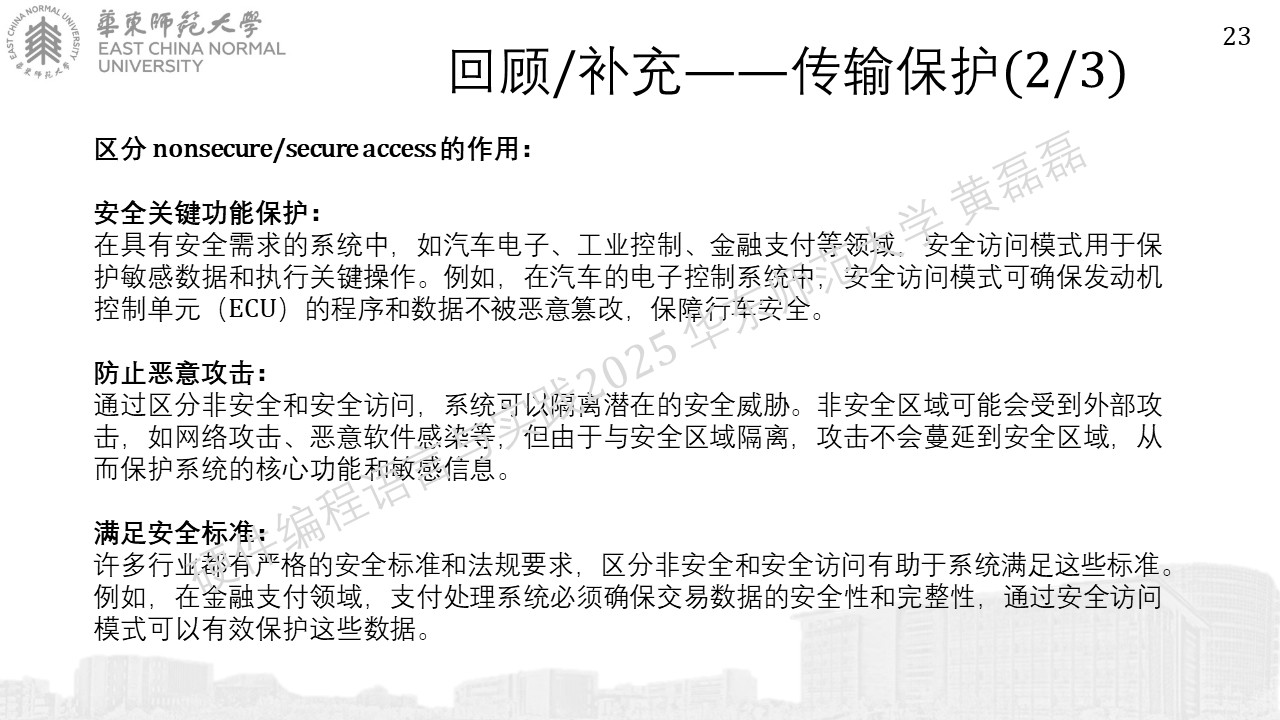 華東師範大學
EAST CHINA NORMAL
UNIVERSITY
EAST CHINA NORMAL UNIVERSITY
華東师范大学
23
回顾/补充——传输保护(2/3)
区分 nonsecure/secure access 的作用：
安全关键功能保护：
在具有安全需求的系统中，如汽车电子、工业控制、金融支付等领域，安全访问模式用于保
护敏感数据和执行关键操作。例如，在汽车的电子控制系统中，安全访问模式可确保发动机
控制单元（ECU）的程序和数据不被恶意篡改，保障行车安全。
防止恶意攻击：
通过区分非安全和安全访问，系统可以隔离潜在的安全威胁。非安全区域可能会受到外部攻
击，如网络攻击、恶意软件感染等，但由于与安全区域隔离，攻击不会蔓延到安全区域，从
而保护系统的核心功能和敏感信息。
满足安全标准：
许多行业都有严格的安全标准和法规要求，区分非安全和安全访问有助于系统满足这些标准。
例如，在金融支付领域，支付处理系统必须确保交易数据的安全性和完整性，通过安全访问
模式可以有效保护这些数据。
硬件编程语言与实践2025 华东师范大学 黄磊磊